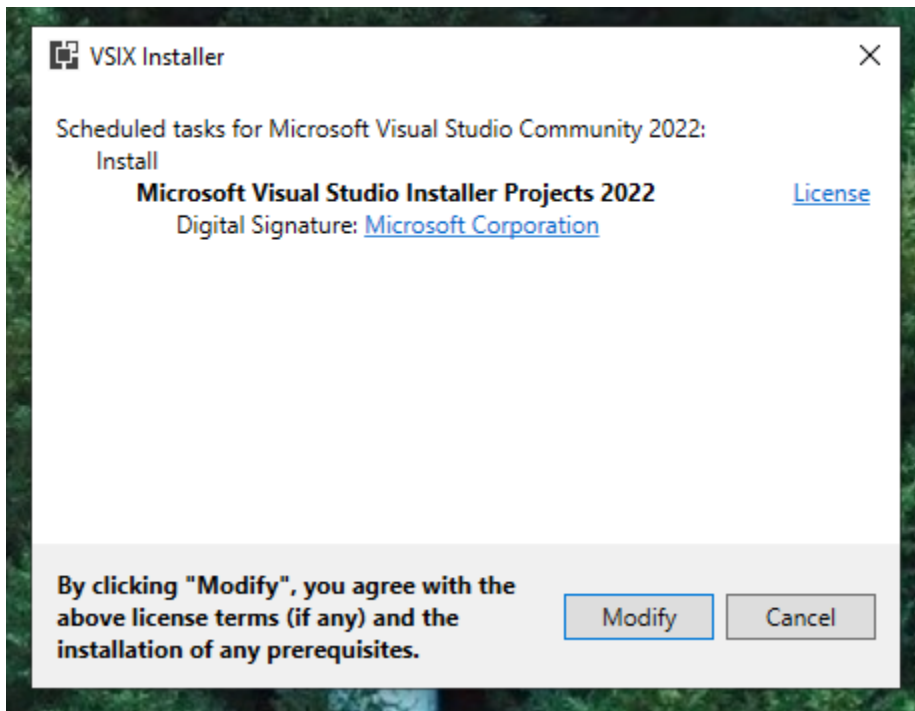 VSIX Installer
Scheduled tasks for Microsoft Visual Studio Community 2022:
Install
Microsoft Visual Studio Installer Projects 2022 License
Digital Signature: Microsoft Corporation
By clicking "Modify", you agree with the
above license terms (if any) and the
installation of any prerequisites.
Modify Cancel